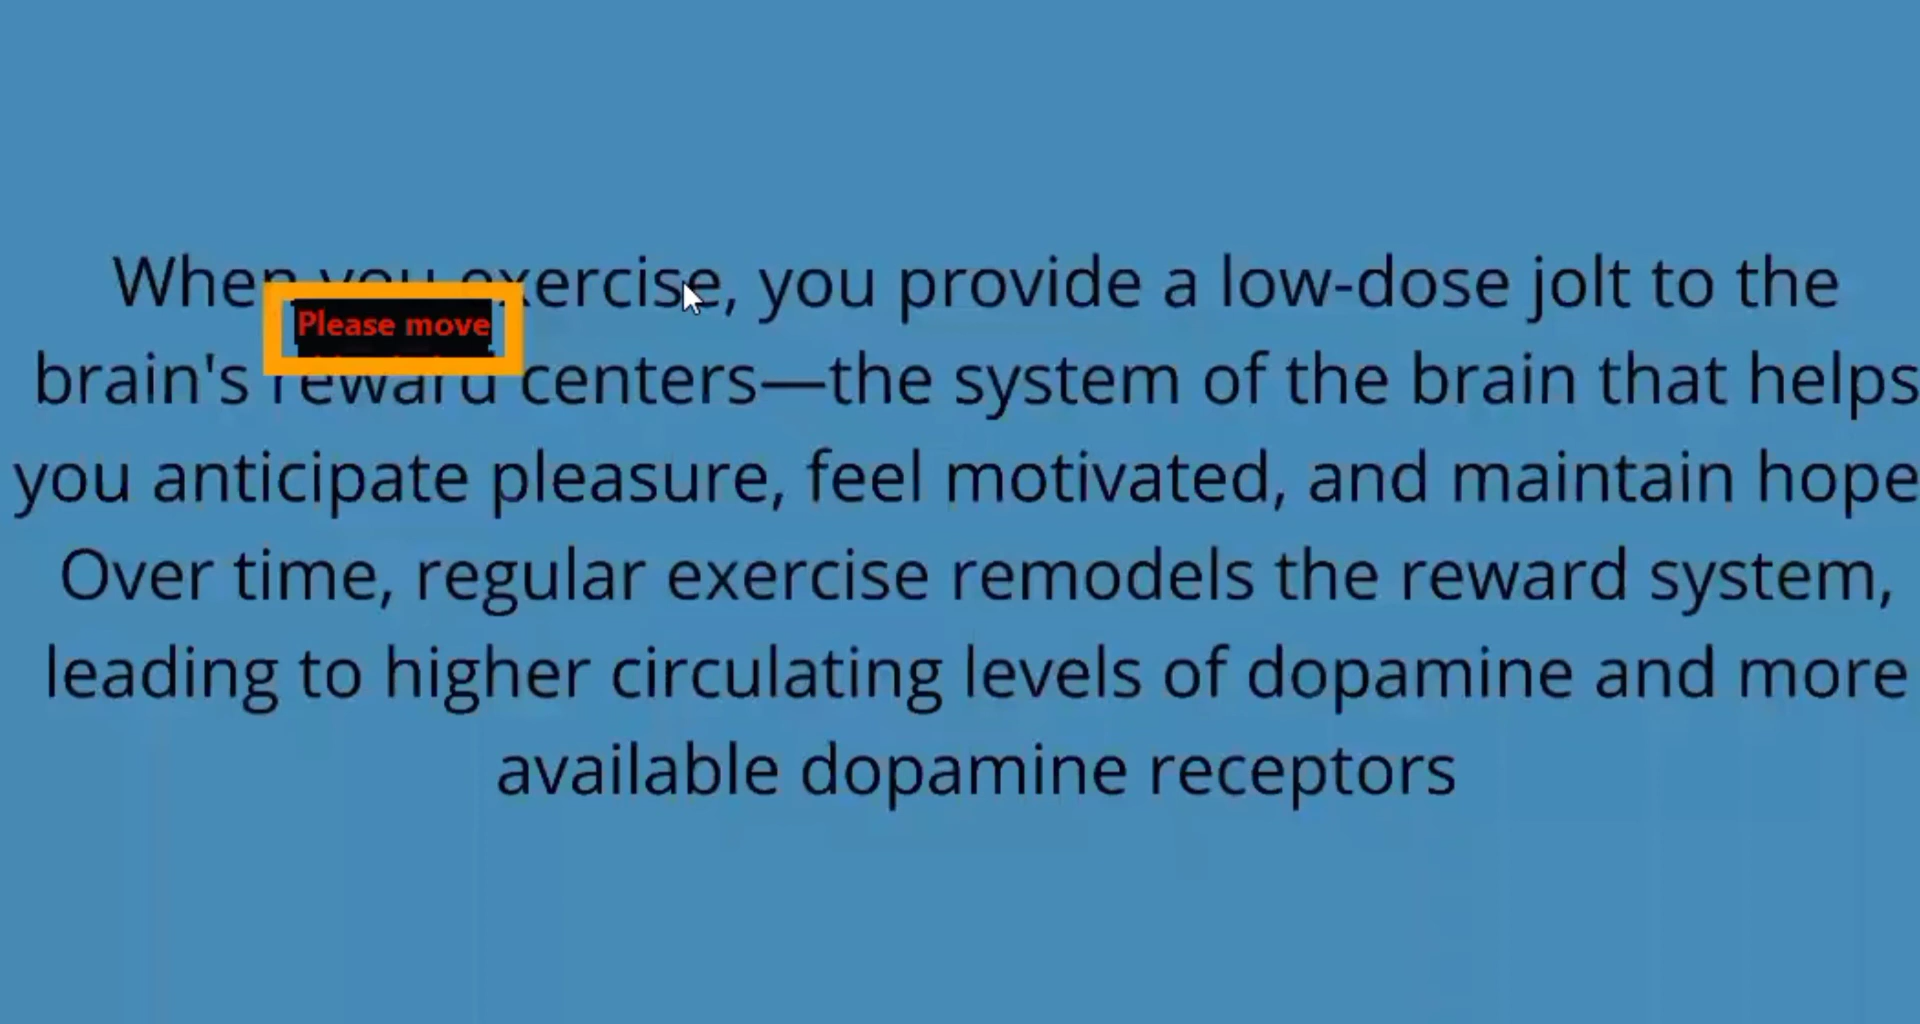 When you exercise, you provide a low-dose jolt to the
Please move
brain's reward centers—the system of the brain that helps
you anticipate pleasure, feel motivated, and maintain hope
Over time, regular exercise remodels the reward system,
leading to higher circulating levels of dopamine and more
available dopamine receptors